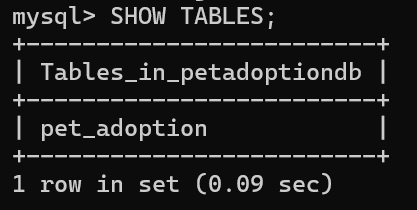 mysql> SHOW TABLES;
+--------------------------+
| Tables_in_petadoptiondb |
+--------------------------+
| pet_adoption            |
+--------------------------+
1 row in set (0.09 sec)